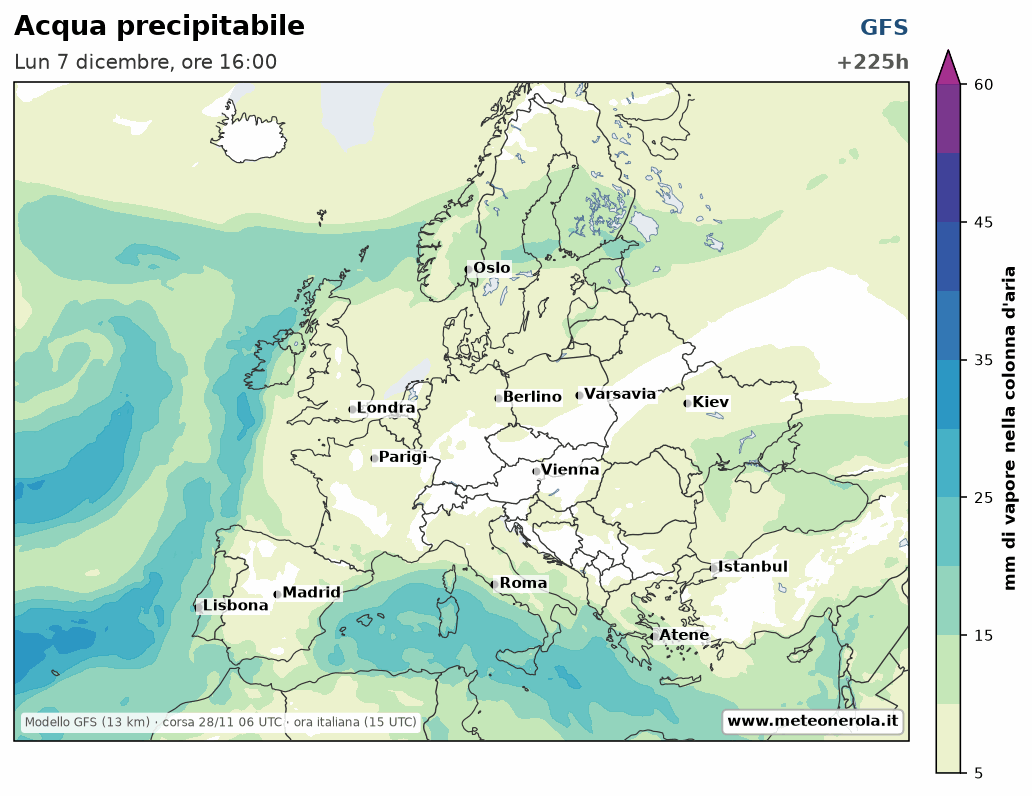 Acqua precipitabile
GFS
Lun 7 dicembre, ore 16:00
+225h
60
45
35
25
15
5
mm di vapore nella colonna d'aria
Oslo
Londra
Berlino
Varsavia
Kiev
Parigi
Vienna
Istanbul
Roma
Madrid
Lisbona
Atene
Modello GFS (13 km) · corsa 28/11 06 UTC · ora italiana (15 UTC)
www.meteonerola.it